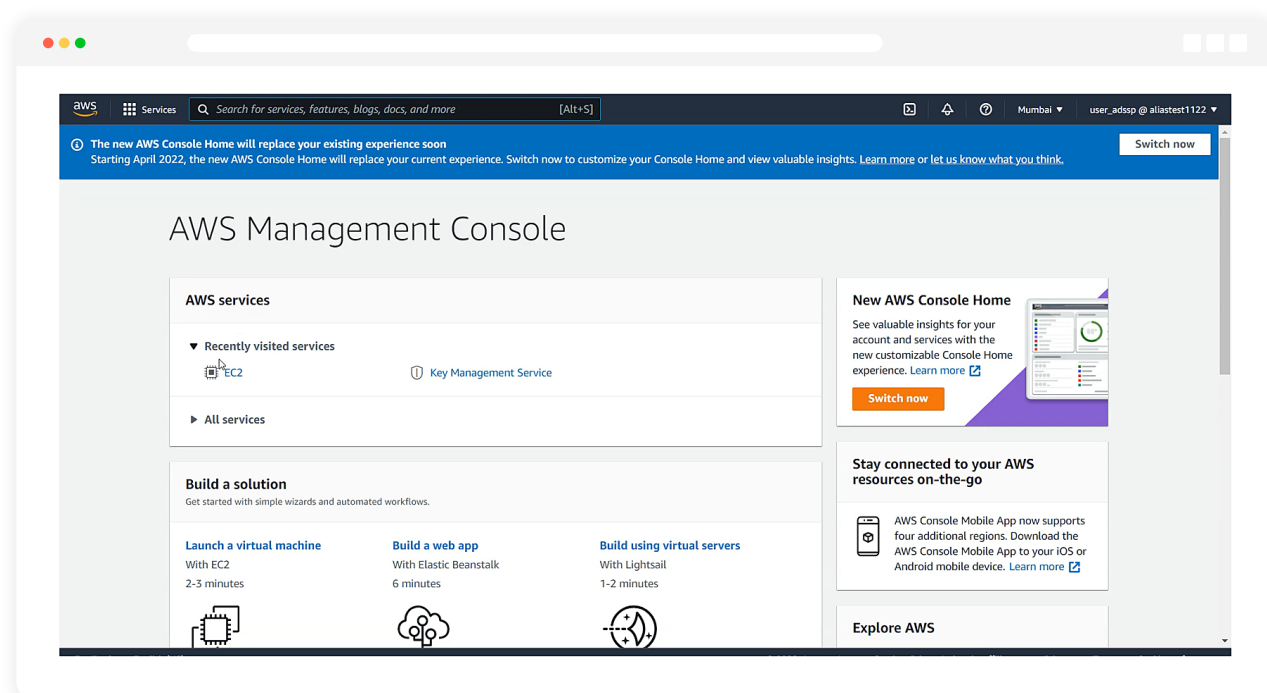 aws
Services
Search for services, features, blogs, docs, and more
[Alt+S]
Mumbai
user_adssp @ aliastest1122
The new AWS Console Home will replace your existing experience soon
Starting April 2022, the new AWS Console Home will replace your current experience. Switch now to customize your Console Home and view valuable insights. Learn more or let us know what you think.
Switch now
AWS Management Console
AWS services
Recently visited services
EC2
Key Management Service
All services
Build a solution
Get started with simple wizards and automated workflows.
Launch a virtual machine
With EC2
2-3 minutes
Build a web app
With Elastic Beanstalk
6 minutes
Build using virtual servers
With Lightsail
1-2 minutes
New AWS Console Home
See valuable insights for your
account and services with the
new customizable Console Home
experience. Learn more
Switch now
Stay connected to your AWS
resources on-the-go
AWS Console Mobile App now supports
four additional regions. Download the
AWS Console Mobile App to your iOS or
Android mobile device. Learn more
Explore AWS